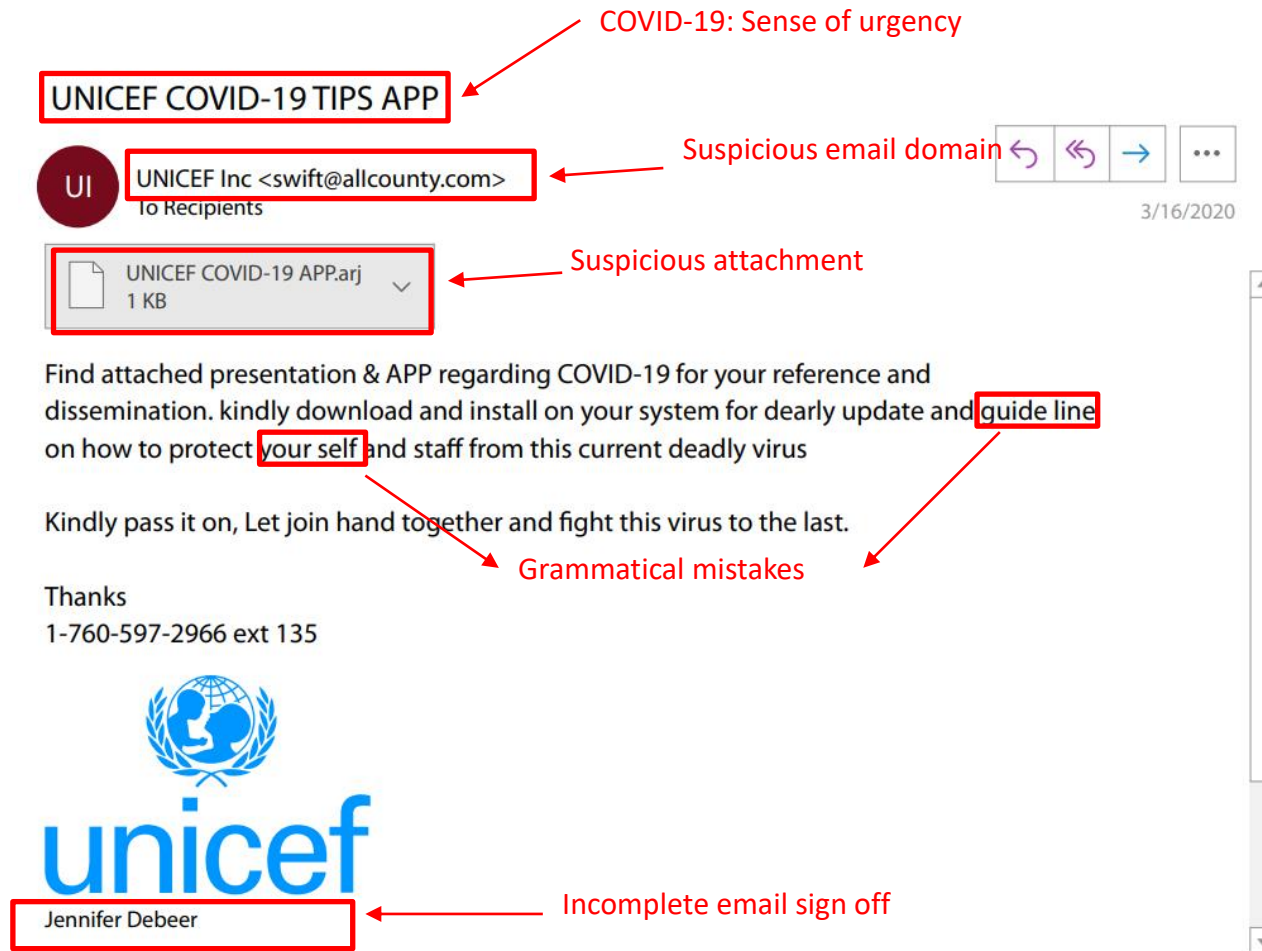 COVID-19: Sense of urgency
UNICEF COVID-19 TIPS APP
Suspicious email domain
UI
UNICEF Inc <swift@allcounty.com>
To Recipients
3/16/2020
Suspicious attachment
UNICEF COVID-19 APP.arj
1 KB
Find attached presentation & APP regarding COVID-19 for your reference and
dissemination. kindly download and install on your system for dearly update and guide line
on how to protect your self and staff from this current deadly virus
Kindly pass it on, Let join hand together and fight this virus to the last.
Grammatical mistakes
Thanks
1-760-597-2966 ext 135
unicef
Incomplete email sign off
Jennifer Debeer